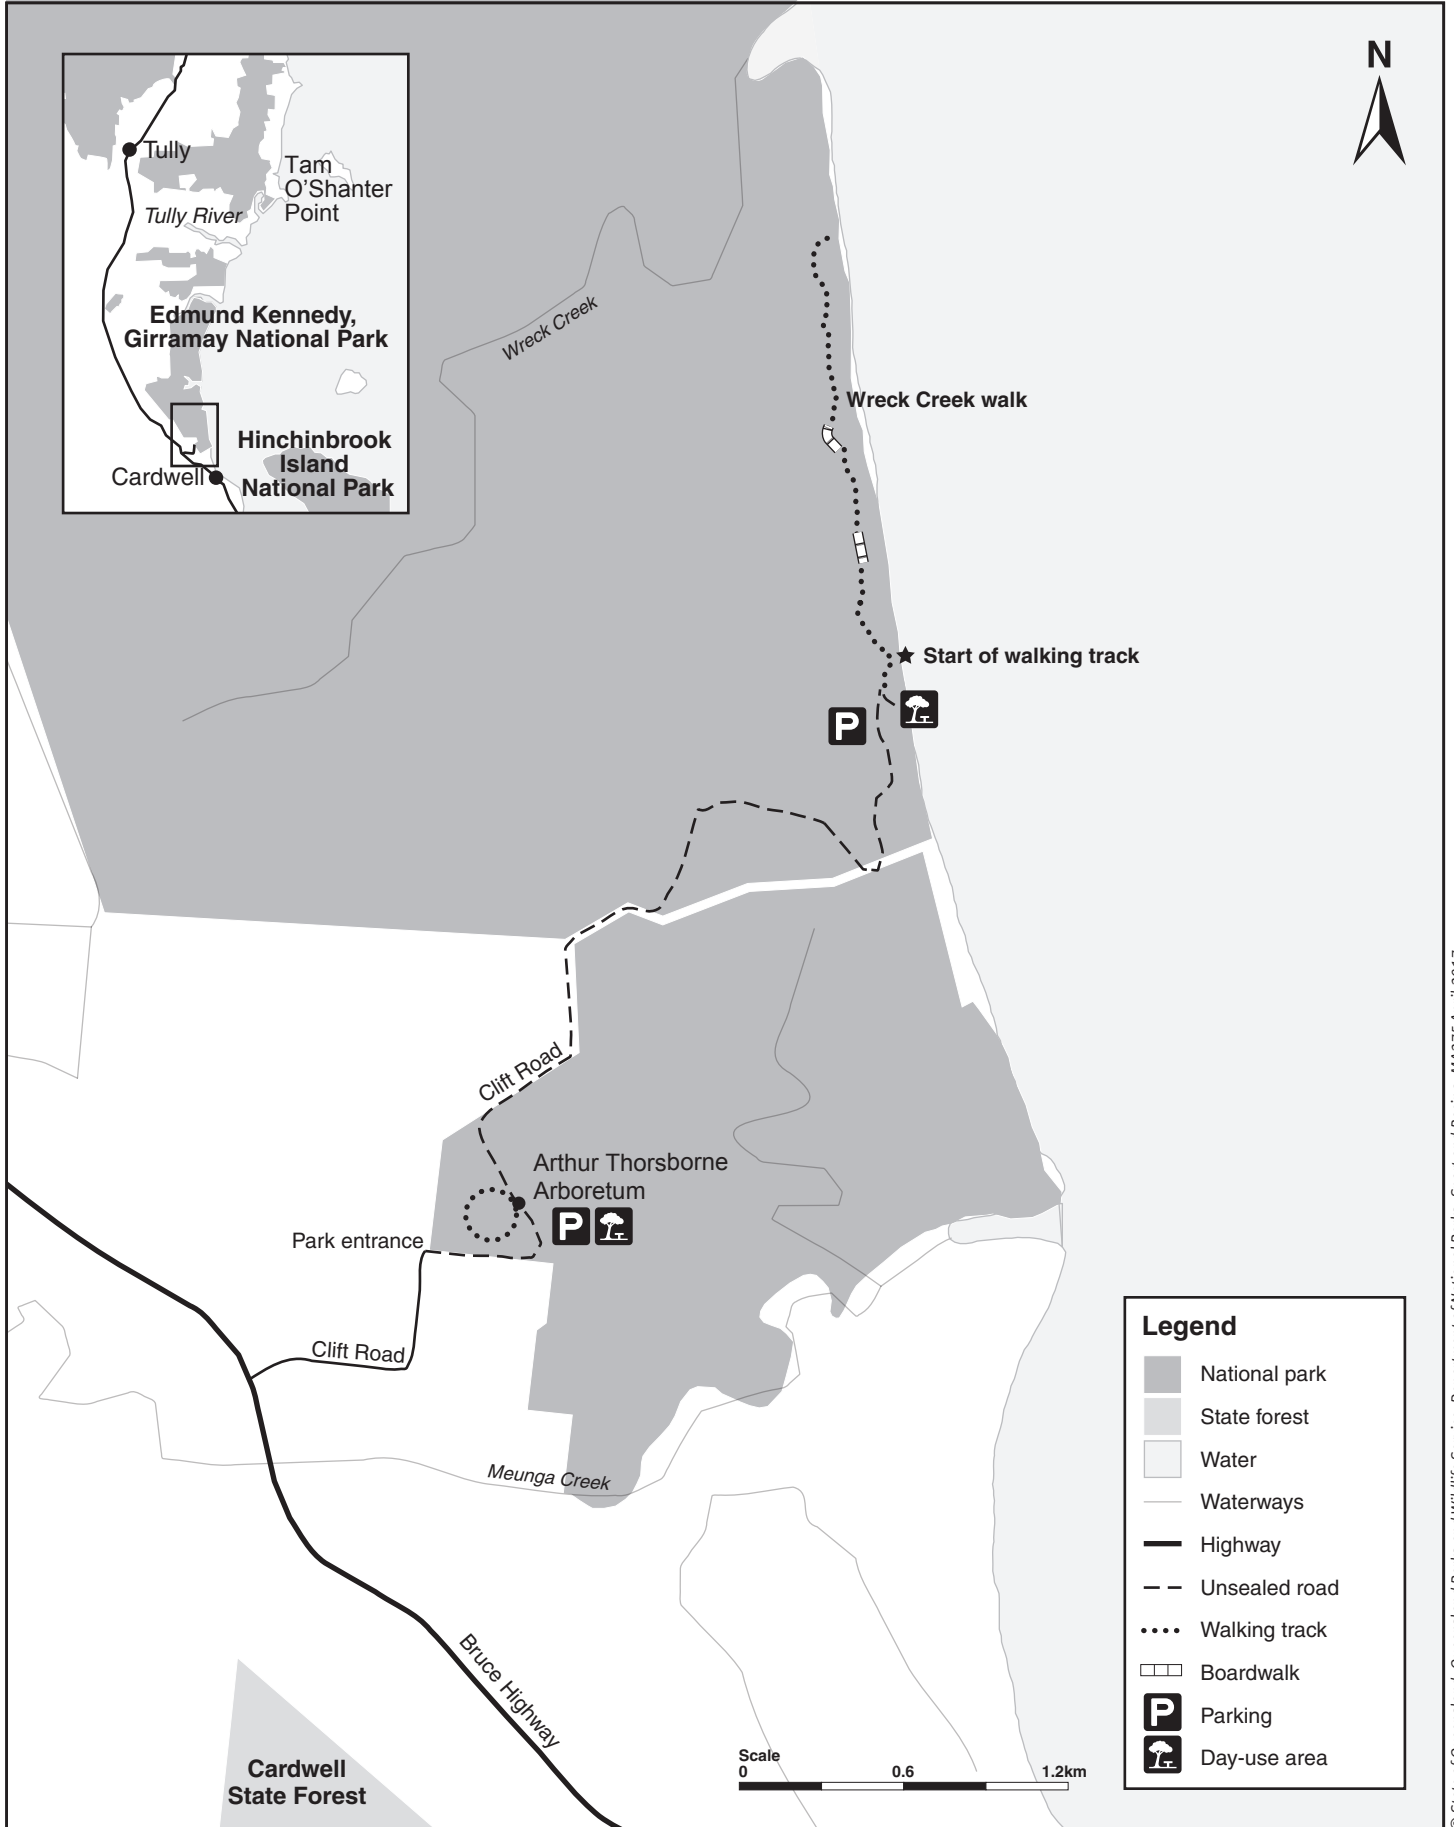 N
Tully
Tam
O'Shanter
Point
Tully River
Edmund Kennedy,
Girramay National Park
Hinchinbrook
Island
National Park
Cardwell
Wreck Creek
Wreck Creek walk
Start of walking track
P
Clift Road
Arthur Thorsborne
Arboretum
P
Park entrance
Clift Road
Meunga Creek
Bruce Highway
Cardwell
State Forest
Scale
0 0.6 1.2km
Legend
National park
State forest
Water
Waterways
Highway
Unsealed road
Walking track
Boardwalk
P Parking
Day-use area